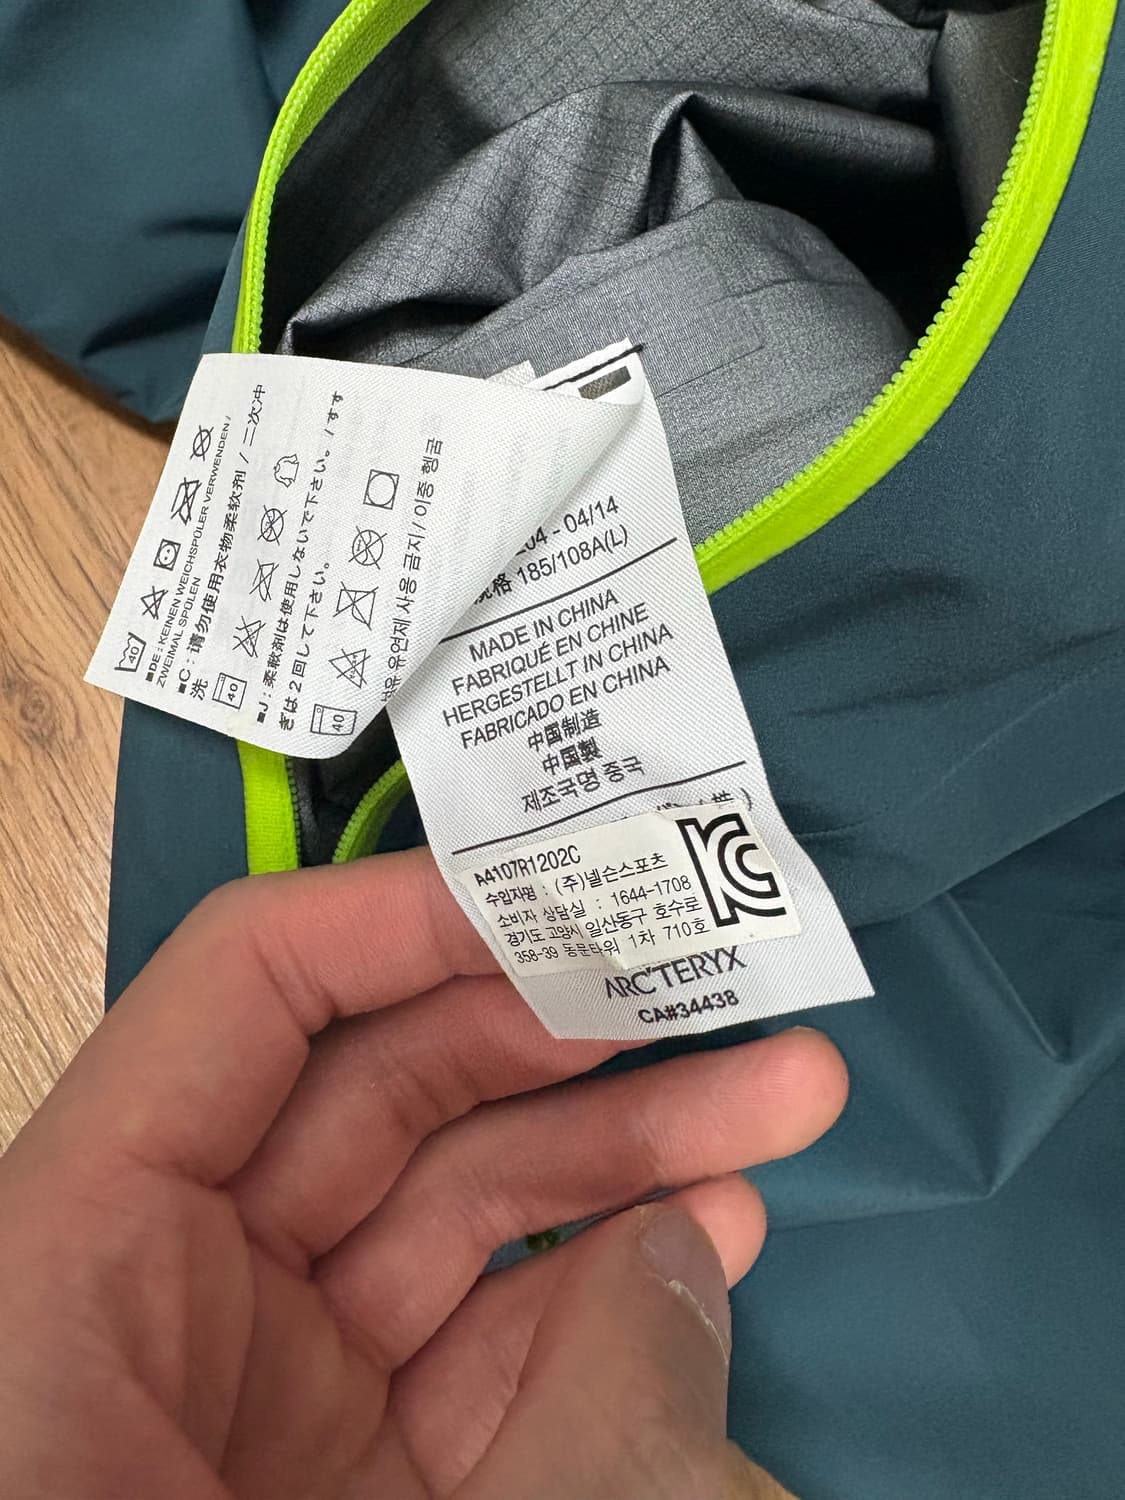 40
■DE: KEINEN WEICHSPÜLER VERWENDEN /
ZWEIMAL SPÜLEN
■C: 请勿使用衣物柔软剂 / 二次冲
洗
40
■J: 柔軟剤は使用しないで下さい。/ すす
ぎは2回して下さい。
40
유연제 사용 금지 / 이중 헹굼
- 04/14
格 185/108A(L)
MADE IN CHINA
FABRIQUÉ EN CHINE
HERGESTELLT IN CHINA
FABRICADO EN CHINA
中国制造
中国製
제조국명 중국
A4107R1202C
수입자명 : (주)넬슨스포츠
소비자 상담실 : 1644-1708
경기도 고양시 일산동구 호수로
358-39 동문타워 1차 710호
KC
ARC'TERYX
CA#34438